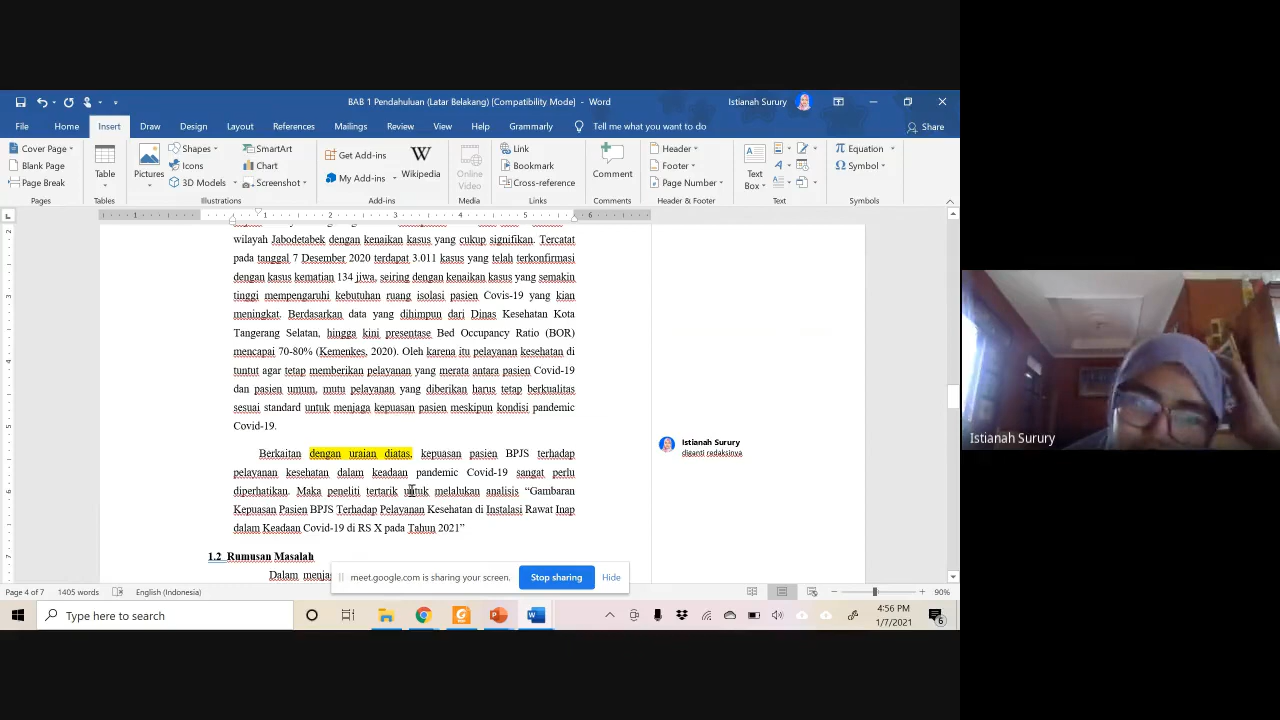 BAB 1 Pendahuluan (Latar Belakang) [Compatibility Mode] - Word
Istianah Surury
File Home Insert Draw Design Layout References Mailings Review View Help Grammarly Tell me what you want to do Share
Cover Page
Blank Page
Page Break
Pages
Table
Tables
Pictures
Shapes
Icons
3D Models
SmartArt
Chart
Screenshot
Illustrations
Get Add-ins
My Add-ins
Wikipedia
Add-ins
Online
Video
Media
Link
Bookmark
Cross-reference
Links
Comment
Comments
Header
Footer
Page Number
Header & Footer
Text
Box
Text
Equation
Symbol
Symbols
wilayah Jabodetabek dengan kenaikan kasus yang cukup signifikan. Tercatat
pada tanggal 7 Desember 2020 terdapat 3.011 kasus yang telah terkonfirmasi
dengan kasus kematian 134 jjwa, seiring dengan kenaikan kasus yang semakin
tinggi mempengaruhi kebutuhan ruang isolasi pasien Covis-19 yang kian
meningkat. Berdasarkan data yang dihimpun dari Dinas Kesehatan Kota
Tangerang Selatan, hingga kini presentase Bed Occupancy Ratio (BOR)
mencapai 70-80% (Kemenkes, 2020). Oleh karena itu pelayanan kesehatan di
tuntut agar tetap memberikan pelayanan yang merata antara pasien Covid-19
dan pasien umum, mutu pelayanan yang diberikan harus tetap berkualitas
sesuai standard untuk menjaga kepuasan pasien meskipun kondisi pandemic
Covid-19.
Berkaitan dengan uraian diatas, kepuasan pasien BPJS terhadap
pelayanan kesehatan dalam keadaan pandemic Covid-19 sangat perlu
diperhatikan. Maka peneliti tertarik untuk melalukan analisis “Gambaran
Kepuasan Pasien BPJS Terhadap Pelayanan Kesehatan di Instalasi Rawat Inap
dalam Keadaan Covid-19 di RS X pada Tahun 2021”
1.2 Rumusan Masalah
Dalam menjag
Istianah Surury
diganti redaksinya
meet.google.com is sharing your screen. Stop sharing Hide
Page 4 of 7 1405 words English (Indonesia) 90%
Type here to search
4:56 PM
1/7/2021
6
Istianah Surury